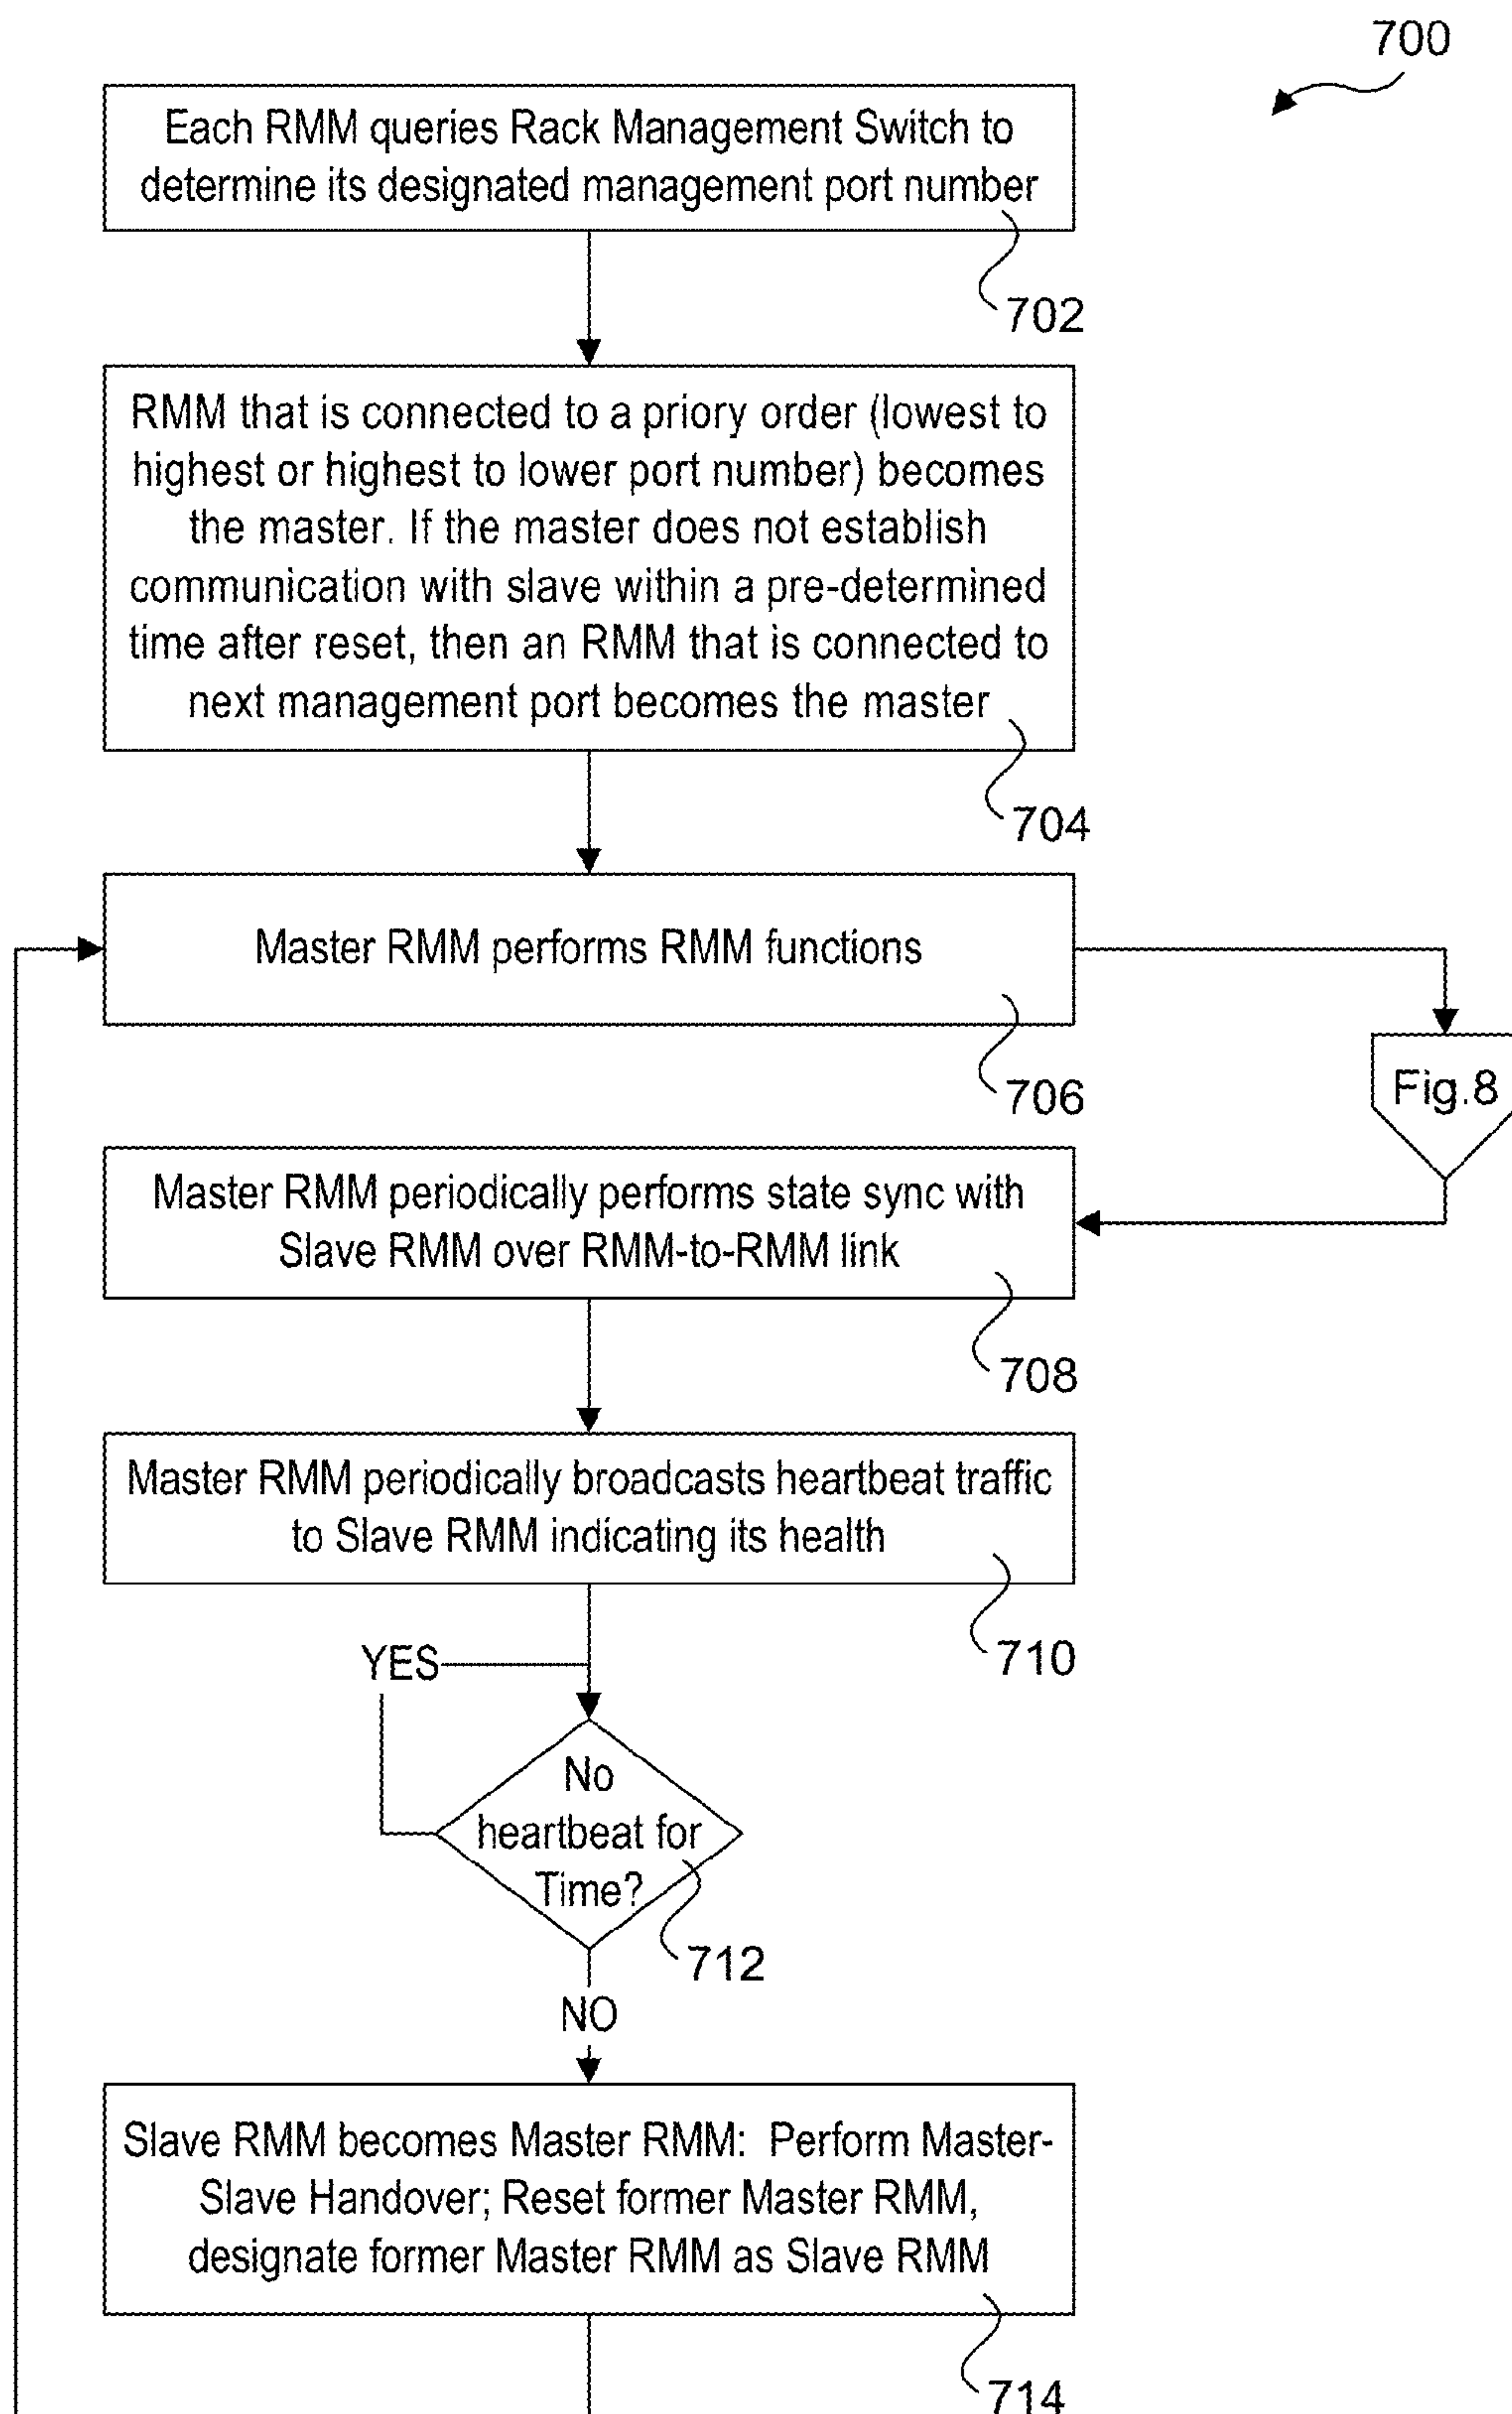 700
Each RMM queries Rack Management Switch to
determine its designated management port number
702
RMM that is connected to a priory order (lowest to
highest or highest to lower port number) becomes
the master. If the master does not establish
communication with slave within a pre-determined
time after reset, then an RMM that is connected to
next management port becomes the master
704
Master RMM performs RMM functions
706
Fig.8
Master RMM periodically performs state sync with
Slave RMM over RMM-to-RMM link
708
Master RMM periodically broadcasts heartbeat traffic
to Slave RMM indicating its health
710
YES
No
heartbeat for
Time?
712
NO
Slave RMM becomes Master RMM: Perform Master-
Slave Handover; Reset former Master RMM,
designate former Master RMM as Slave RMM
714